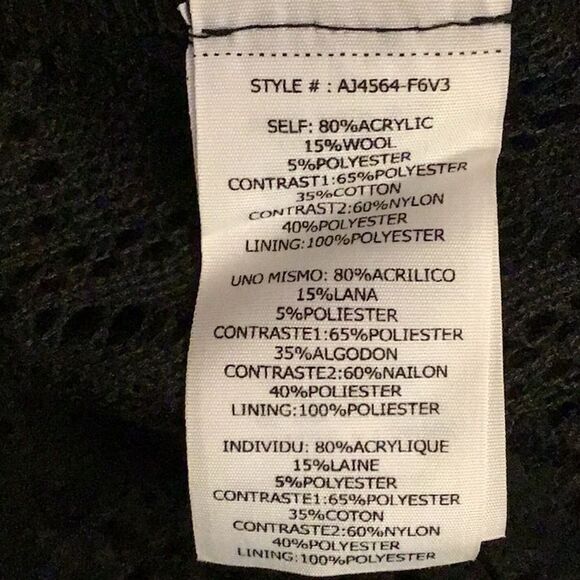 STYLE # : AJ4564-F6V3
SELF: 80%ACRYLIC
15%WOOL
5%POLYESTER
CONTRAST1:65%POLYESTER
35%COTTON
CONTRAST2:60%NYLON
40%POLYESTER
LINING:100%POLYESTER
UNO MISMO: 80%ACRILICO
15%LANA
5%POLIESTER
CONTRASTE1:65%POLIESTER
35%ALGODON
CONTRASTE2:60%NAILON
40%POLIESTER
LINING:100%POLYESTER
INDIVIDU: 80%ACRYLIQUE
15%LAINE
5%POLYESTER
CONTRASTE1:65%POLYESTER
35%COTON
CONTRASTE2:60%NYLON
40%POLYESTER
LINING:100%POLYESTER